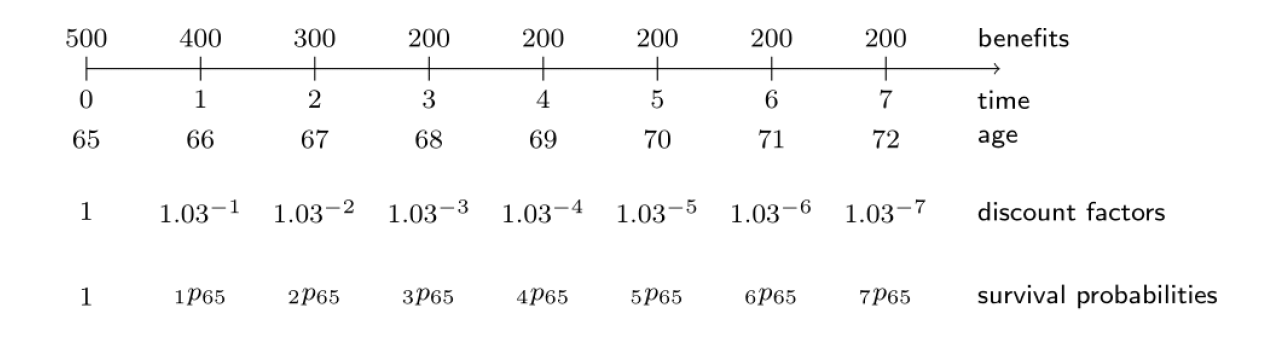 500 400 300 200 200 200 200 200 benefits
0 1 2 3 4 5 6 7 time
65 66 67 68 69 70 71 72 age
1 1.03⁻¹ 1.03⁻² 1.03⁻³ 1.03⁻⁴ 1.03⁻⁵ 1.03⁻⁶ 1.03⁻⁷ discount factors
1 ₁p₆₅ ₂p₆₅ ₃p₆₅ ₄p₆₅ ₅p₆₅ ₆p₆₅ ₇p₆₅ survival probabilities